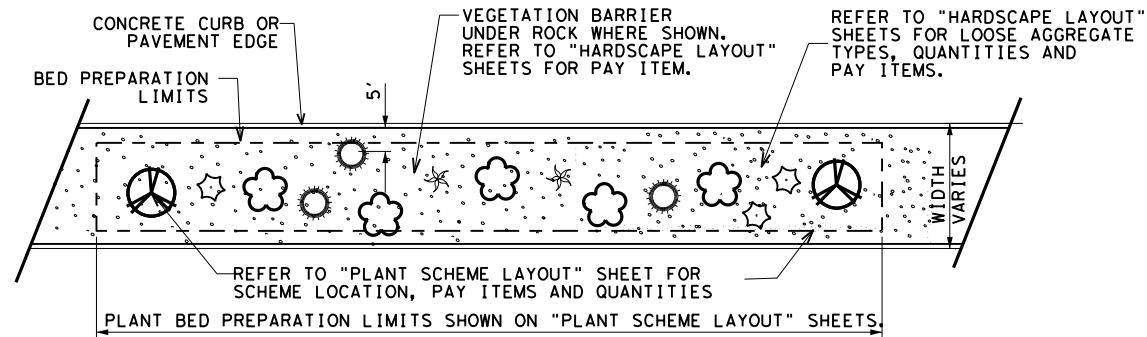 CONCRETE CURB OR
PAVEMENT EDGE
VEGETATION BARRIER
UNDER ROCK WHERE SHOWN.
REFER TO "HARDSCAPE LAYOUT"
SHEETS FOR PAY ITEM.
REFER TO "HARDSCAPE LAYOUT"
SHEETS FOR LOOSE AGGREGATE
TYPES, QUANTITIES AND
PAY ITEMS.
BED PREPARATION
LIMITS
5'
WIDTH
VARIES
REFER TO "PLANT SCHEME LAYOUT" SHEET FOR
SCHEME LOCATION, PAY ITEMS AND QUANTITIES
PLANT BED PREPARATION LIMITS SHOWN ON "PLANT SCHEME LAYOUT" SHEETS.